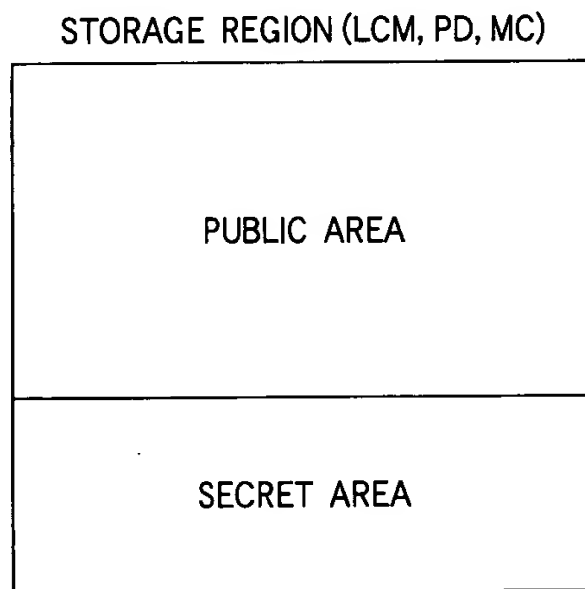 STORAGE REGION (LCM, PD, MC)
PUBLIC AREA
SECRET AREA